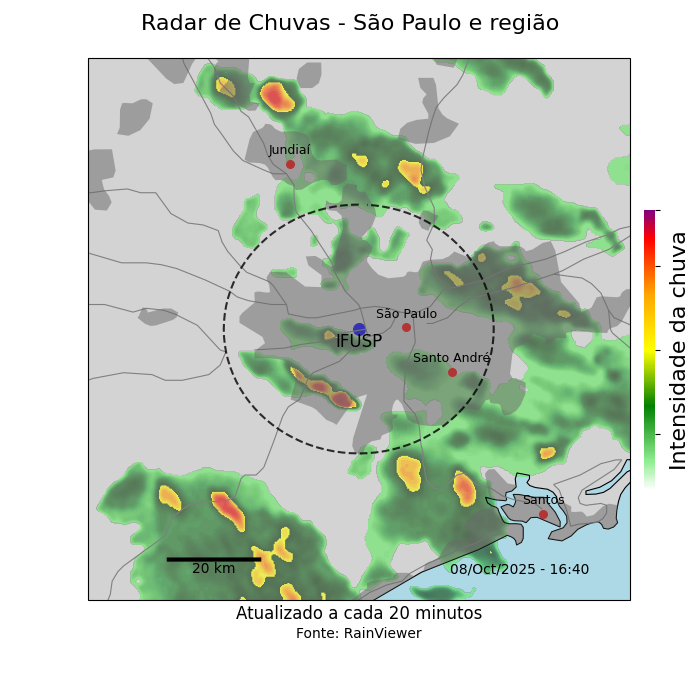 Radar de Chuvas - São Paulo e região
Jundiaí
São Paulo
IFUSP
Santo André
Intensidade da chuva
Santos
20 km
08/Oct/2025 - 16:40
Atualizado a cada 20 minutos
Fonte: RainViewer